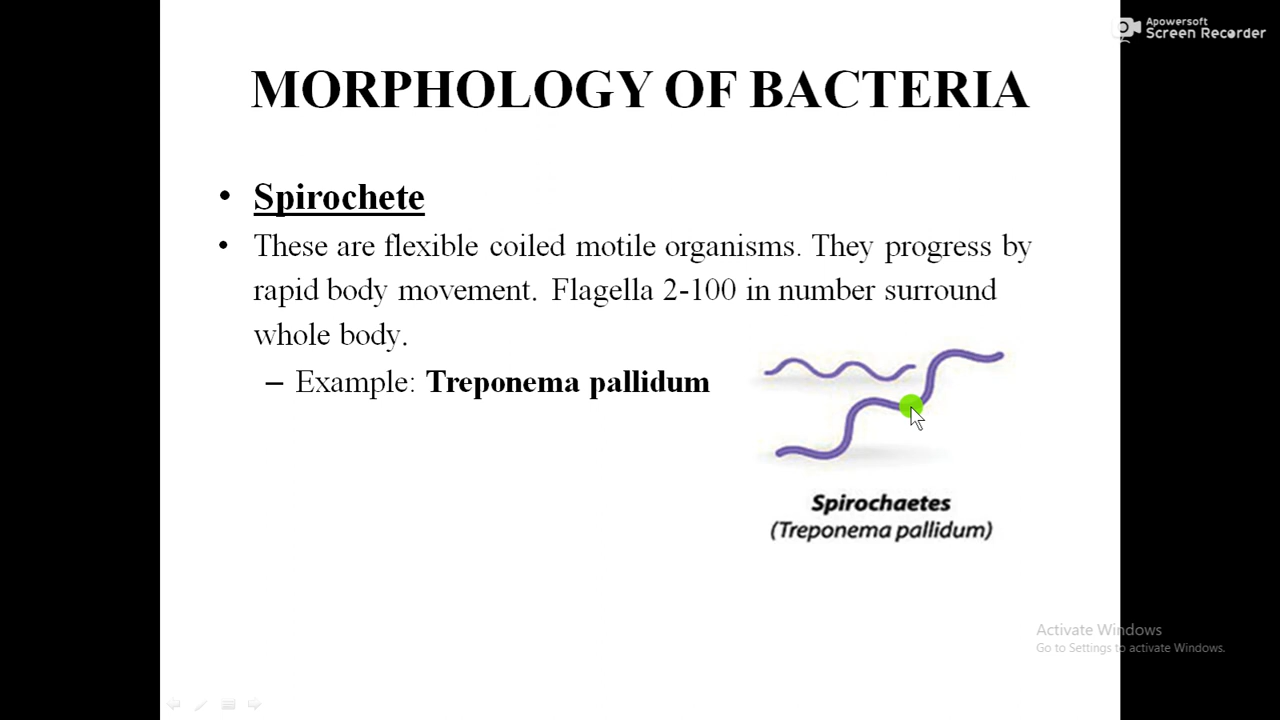 Apowersoft
Screen Recorder
MORPHOLOGY OF BACTERIA
• Spirochete
• These are flexible coiled motile organisms. They progress by
rapid body movement. Flagella 2-100 in number surround
whole body.
– Example: Treponema pallidum
Spirochaetes
(Treponema pallidum)
Activate Windows
Go to Settings to activate Windows.